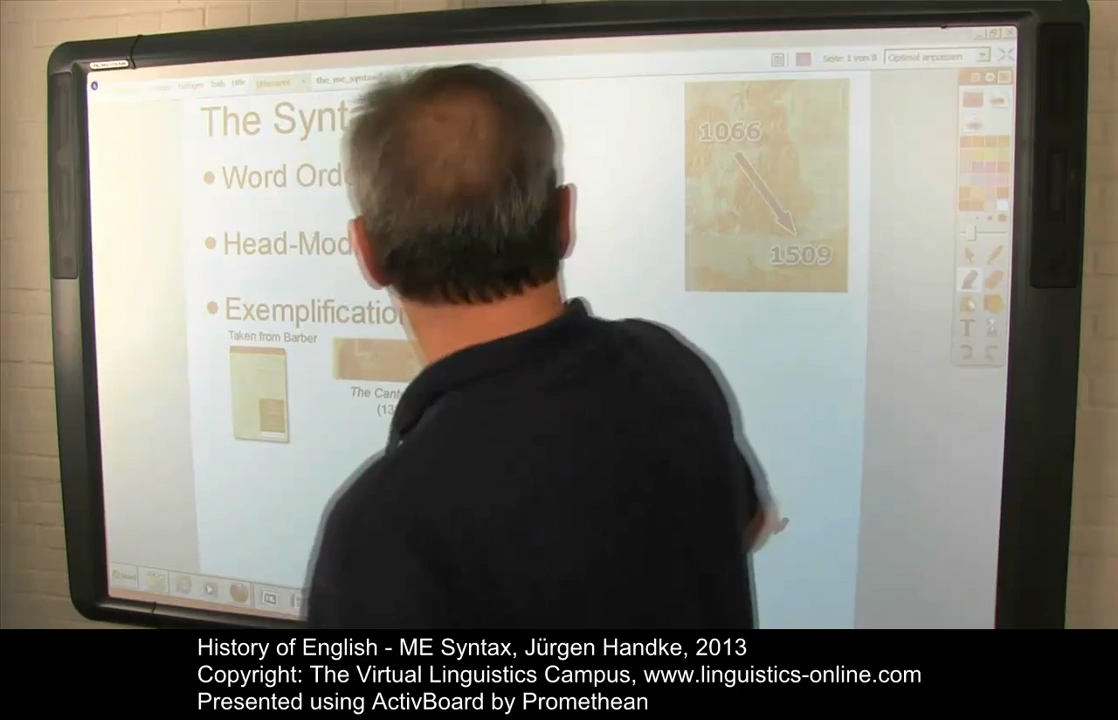 Seite 1 von 8 Optimal anpassen
the_me_syntax
The Synta
1066
1509
Word Orde
Head-Mod
Exemplification
Taken from Barber
The Cant
(13
T
History of English - ME Syntax, Jürgen Handke, 2013
Copyright: The Virtual Linguistics Campus, www.linguistics-online.com
Presented using ActivBoard by Promethean